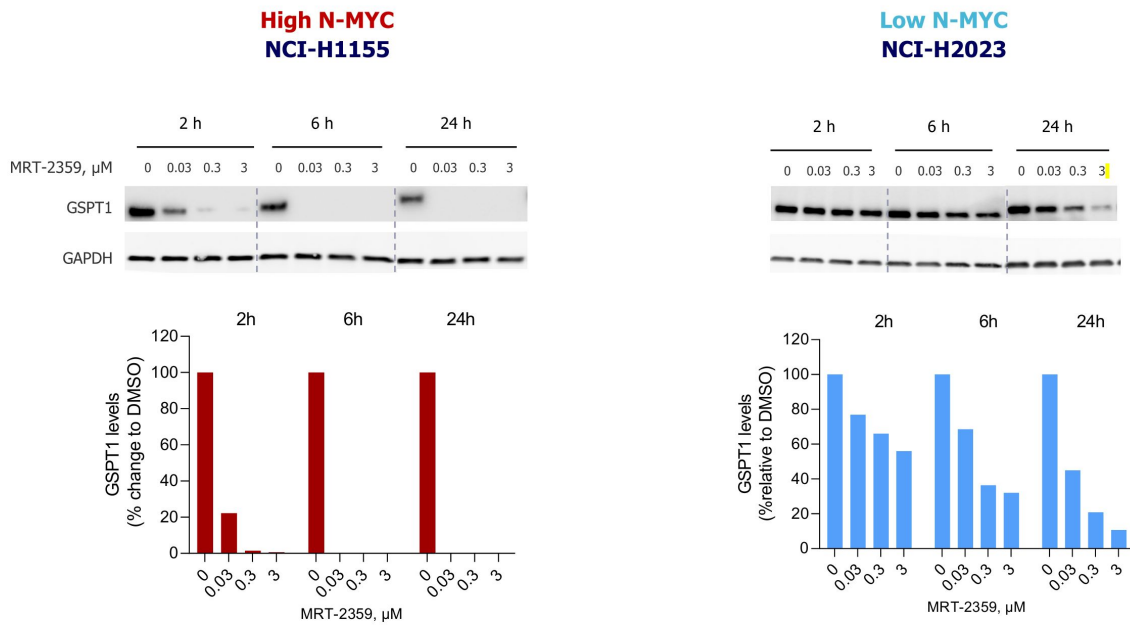 High N-MYC
NCI-H1155
2 h 6 h 24 h
MRT-2359, μM 0 0.03 0.3 3 0 0.03 0.3 3 0 0.03 0.3 3
GSPT1
GAPDH
2h 6h 24h
120
100
80
60
40
20
0
GSPT1 levels
(% change to DMSO)
0 0.03 0.3 3 0 0.03 0.3 3 0 0.03 0.3 3
MRT-2359, μM
Low N-MYC
NCI-H2023
2 h 6 h 24 h
0 0.03 0.3 3 0 0.03 0.3 3 0 0.03 0.3 3
2h 6h 24h
120
100
80
60
40
20
0
GSPT1 levels
(%relative to DMSO)
0 0.03 0.3 3 0 0.03 0.3 3 0 0.03 0.3 3
MRT-2359, μM